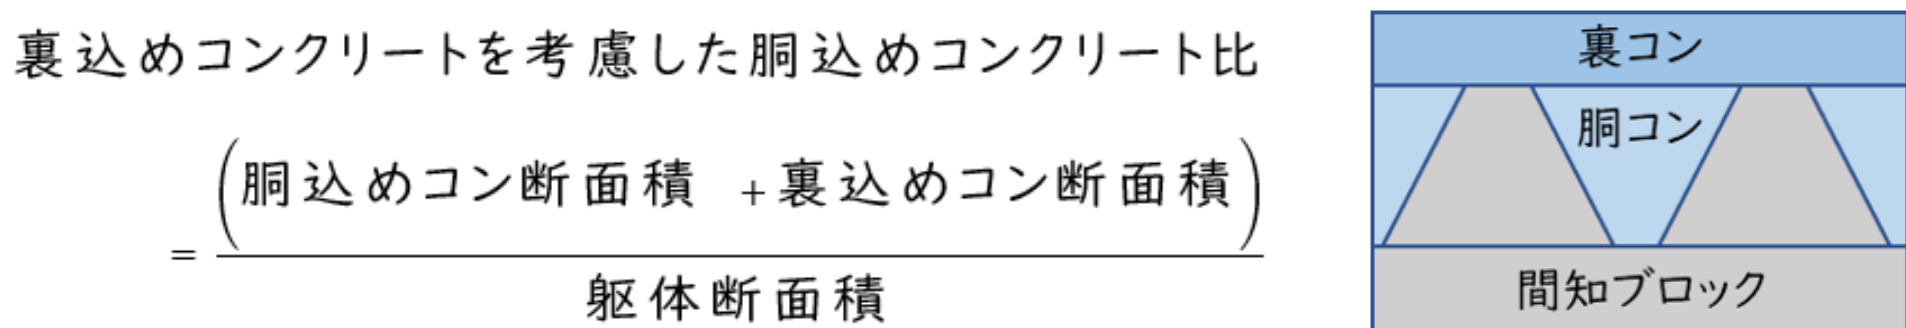 裏込めコンクリートを考慮した胴込めコンクリート比
=
(胴込めコン断面積 +裏込めコン断面積)
躯体断面積
裏コン
胴コン
間知ブロック